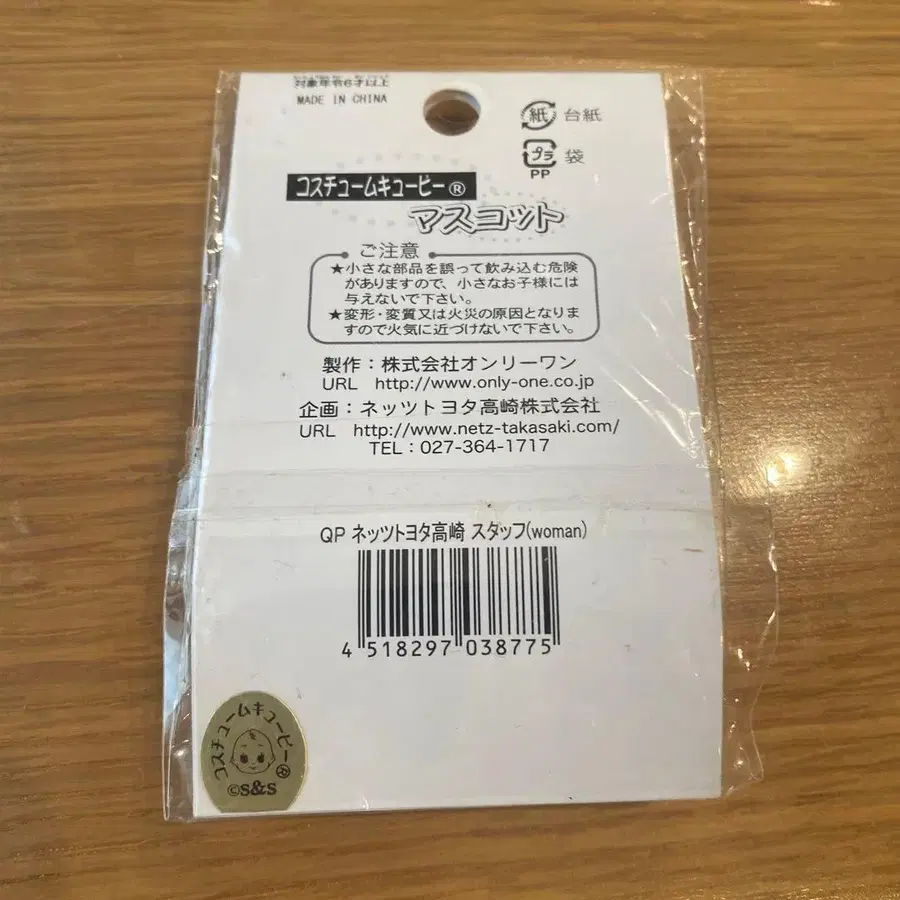 対象年令6才以上
MADE IN CHINA
紙 台紙
プラ 袋
PP
コスチュームキューピー®
マスコット
ご注意
★小さな部品を誤って飲み込む危険
がありますので、小さなお子様には
与えないで下さい。
★変形・変質又は火災の原因となりま
すので火気に近づけないで下さい。
製作：株式会社オンリーワン
URL http://www.only-one.co.jp
企画：ネッツトヨタ高崎株式会社
URL http://www.netz-takasaki.com/
TEL：027-364-1717
QP ネッツトヨタ高崎 スタッフ(woman)
4 518297 038775
コスチュームキューピー®
©s&s